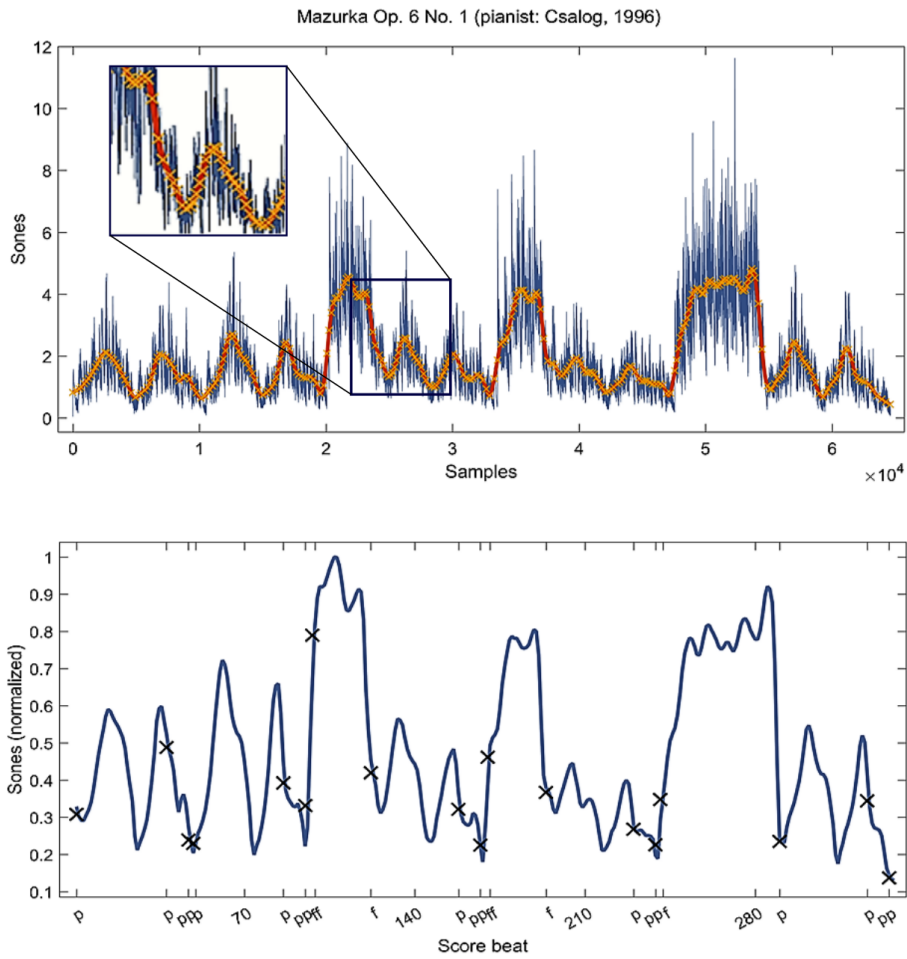 Mazurka Op. 6 No. 1 (pianist: Csalog, 1996)
12
10
8
6
4
2
0
Sones
0 1 2 3 4 5 6
Samples
×10⁴
1
0.9
0.8
0.7
0.6
0.5
0.4
0.3
0.2
0.1
Sones (normalized)
p p pp p 70 p pp ff f 140 p pp ff f 210 p pp f 280 p p pp
Score beat